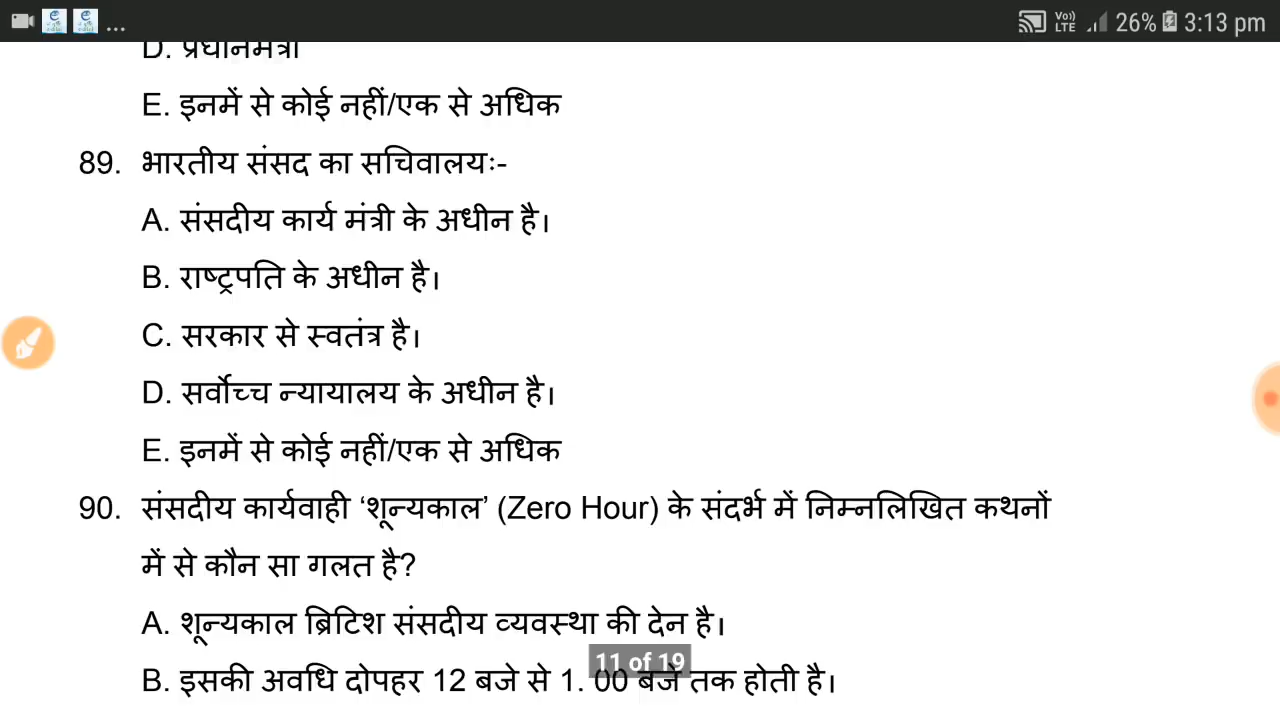 ... Vo) LTE 26% 3:13 pm
D. प्रधानमंत्री
E. इनमें से कोई नहीं/एक से अधिक
89. भारतीय संसद का सचिवालयः-
A. संसदीय कार्य मंत्री के अधीन है।
B. राष्ट्रपति के अधीन है।
C. सरकार से स्वतंत्र है।
D. सर्वोच्च न्यायालय के अधीन है।
E. इनमें से कोई नहीं/एक से अधिक
90. संसदीय कार्यवाही ‘शून्यकाल’ (Zero Hour) के संदर्भ में निम्नलिखित कथनों
में से कौन सा गलत है?
A. शून्यकाल ब्रिटिश संसदीय व्यवस्था की देन है।
11 of 19
B. इसकी अवधि दोपहर 12 बजे से 1. 00 बजे तक होती है।